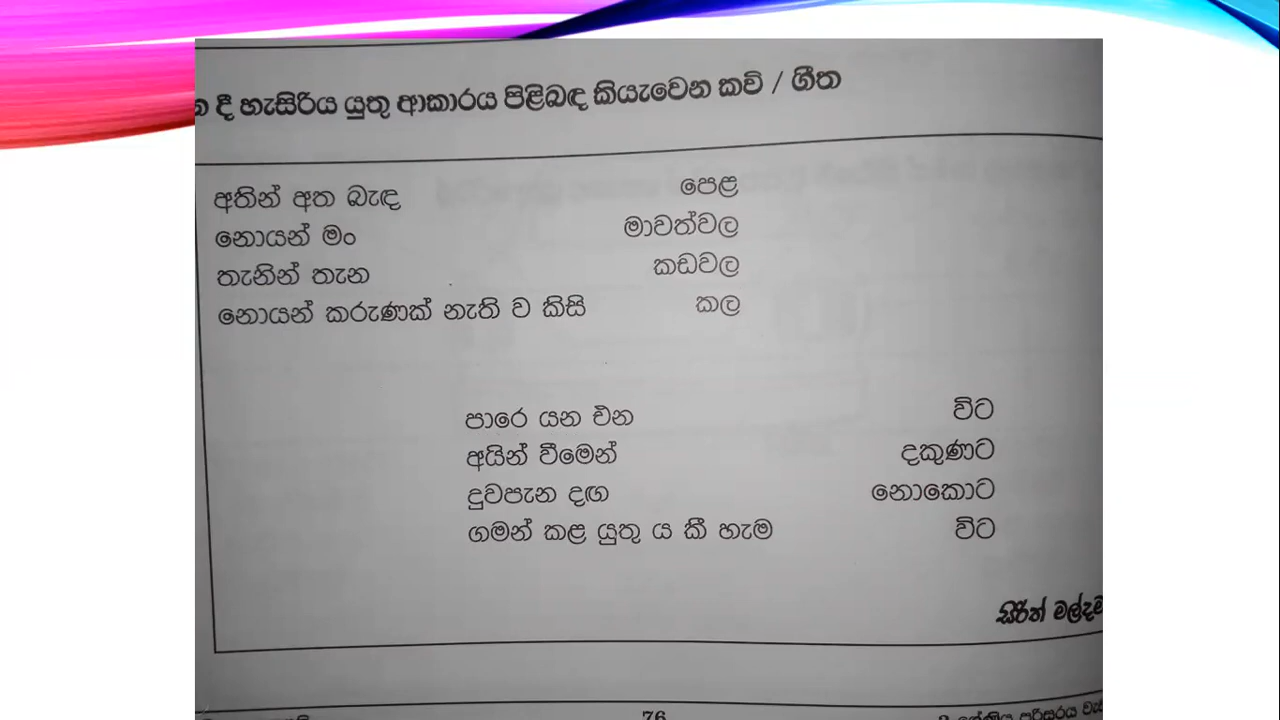 දී හැසිරිය යුතු ආකාරය පිළිබඳ කියැවෙන කවි / ගීත
අතින් අත බැඳ පෙළ
නොයන් මං මාවත්වල
තැනින් තැන කඩවල
නොයන් කරුණක් නැති ව කිසි කල
පාරෙ යන එන විට
අයින් වීමෙන් දකුණට
දුවපැන දඟ නොකොට
ගමන් කළ යුතු ය කී හැම විට
සිරිත් මල්දම
76